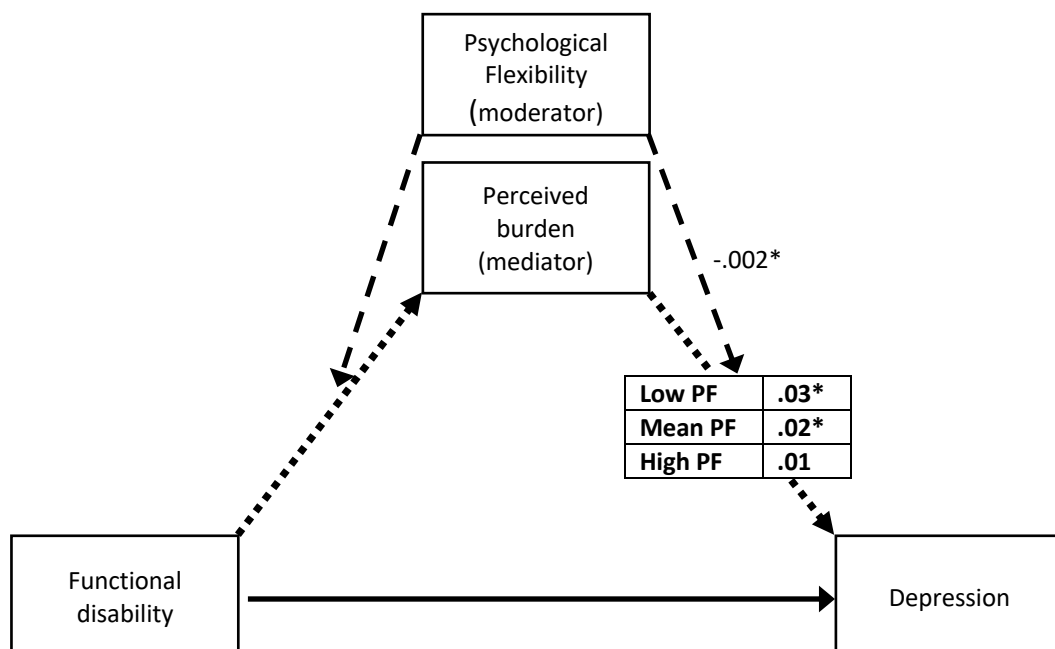 Psychological
Flexibility
(moderator)
Perceived
burden
(mediator)
-.002*
Low PF .03*
Mean PF .02*
High PF .01
Functional
disability
Depression